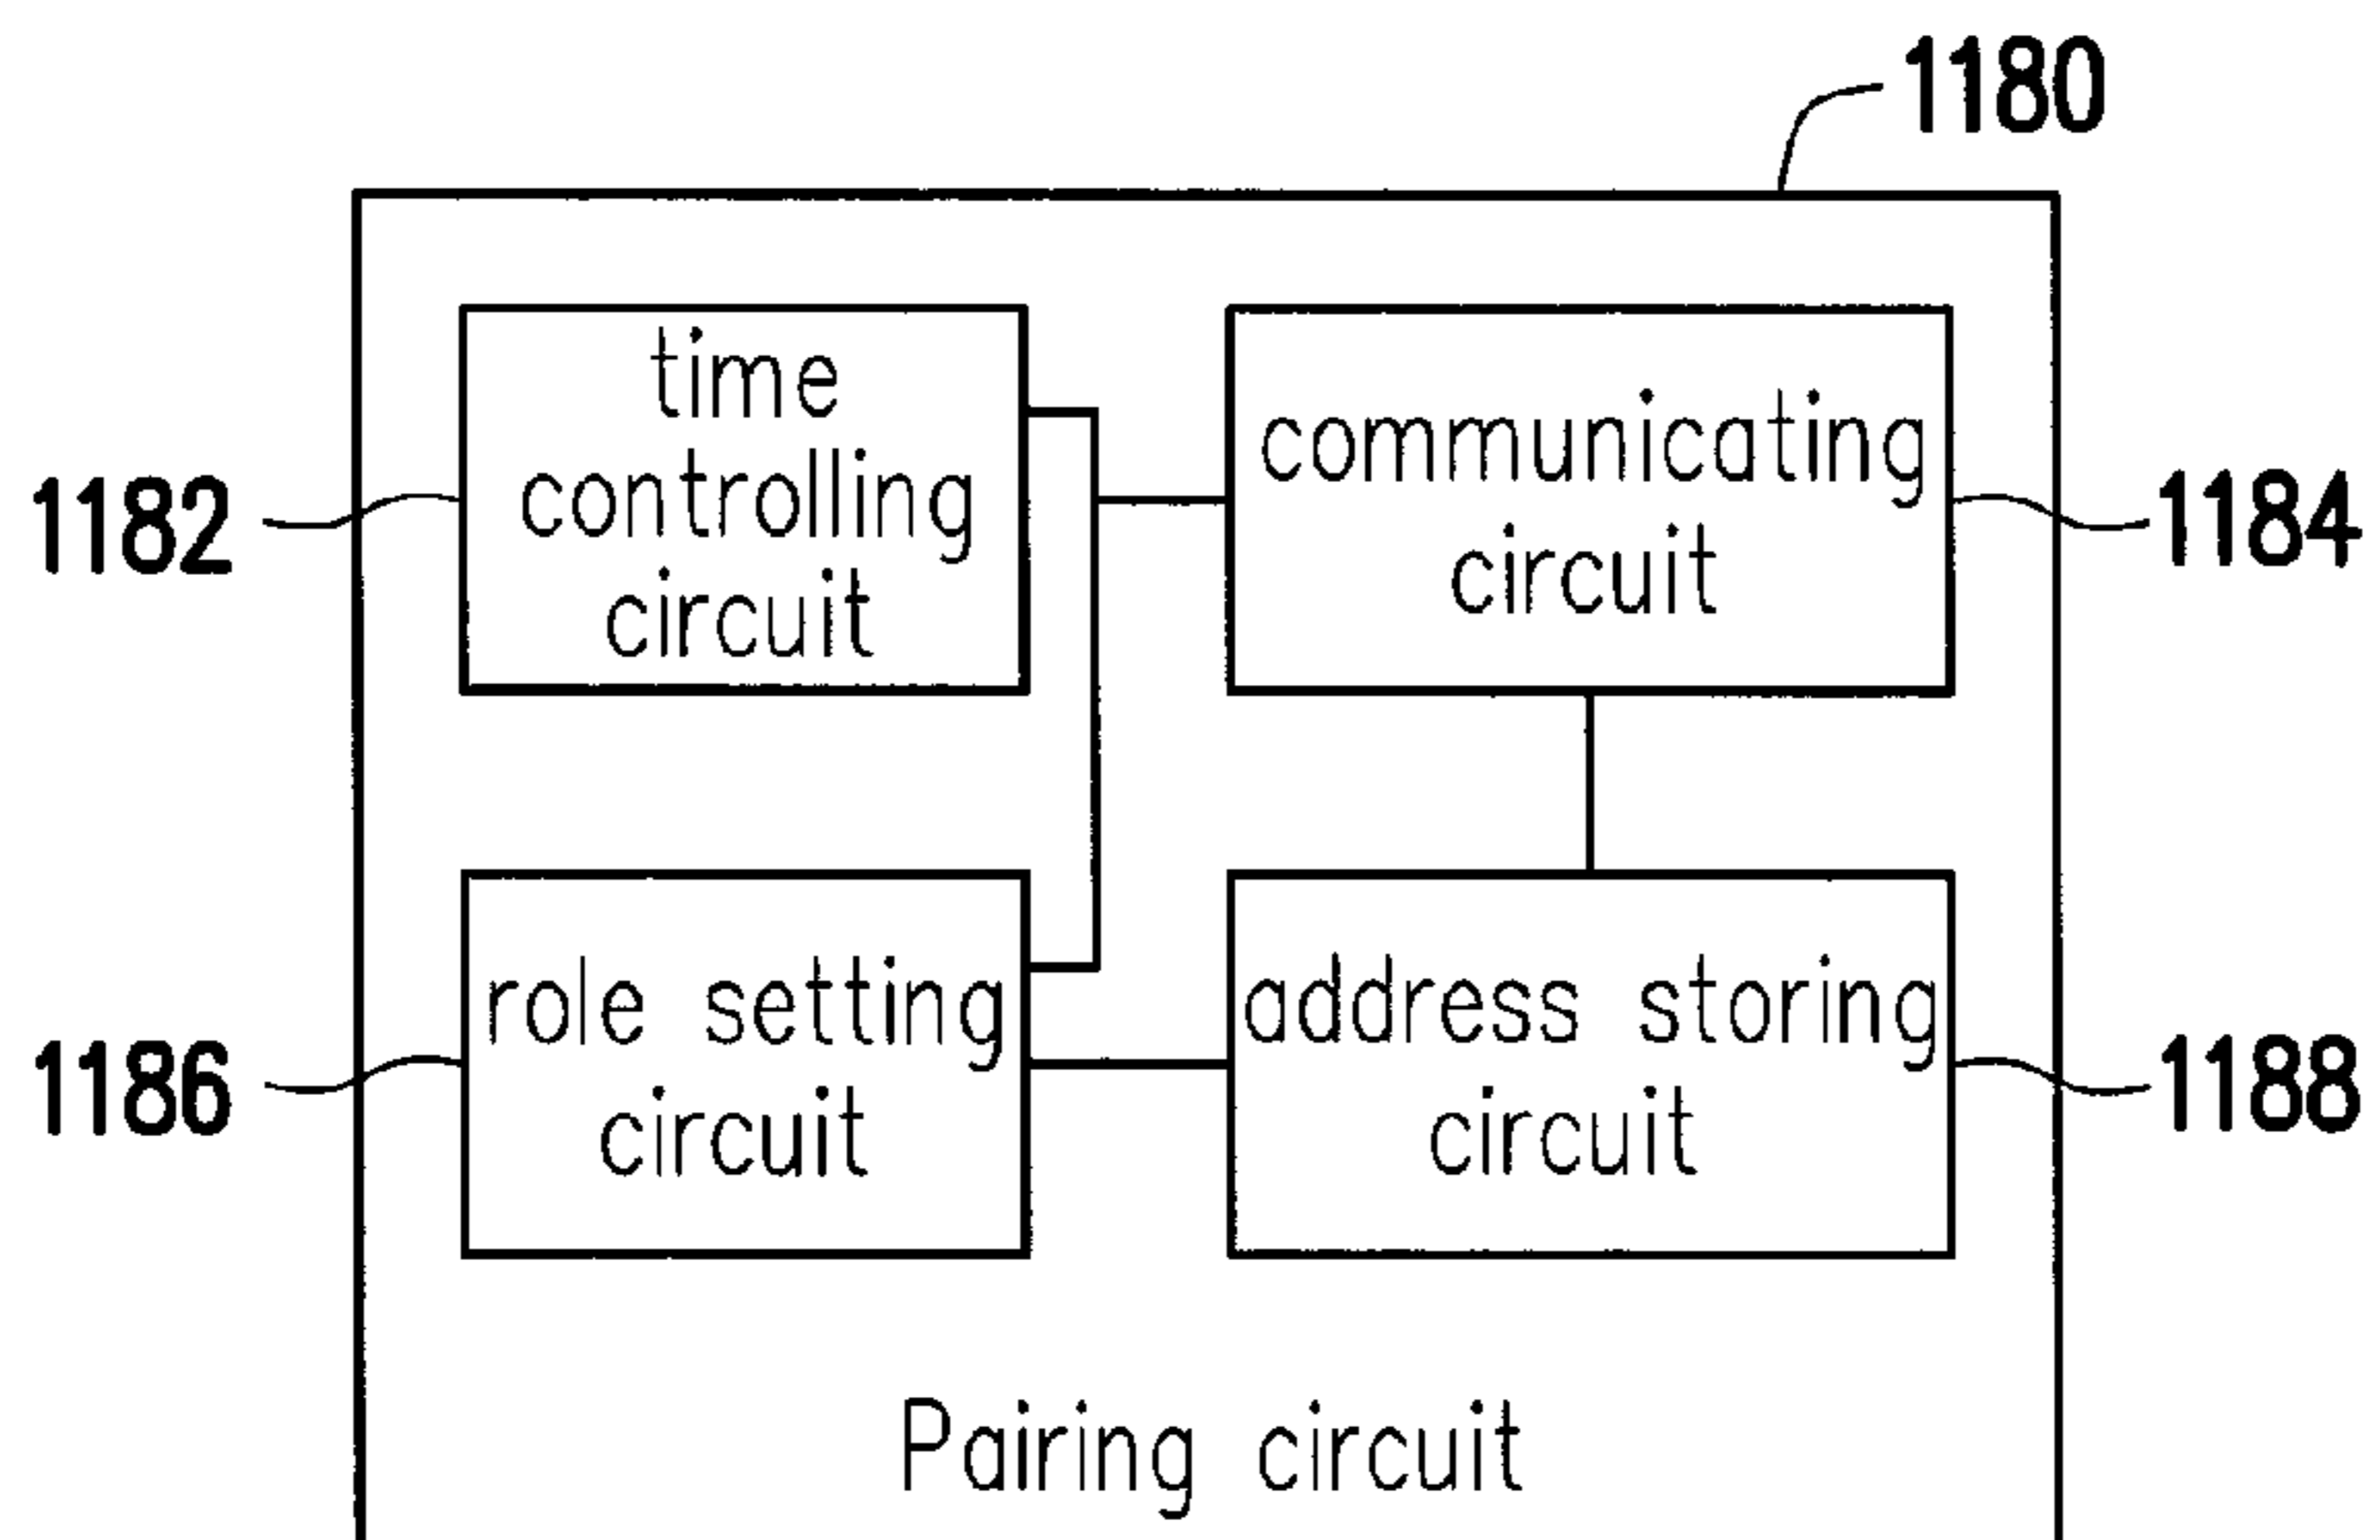 1180
time
controlling
circuit
1182
communicating
circuit
1184
role setting
circuit
1186
address storing
circuit
1188
Pairing circuit